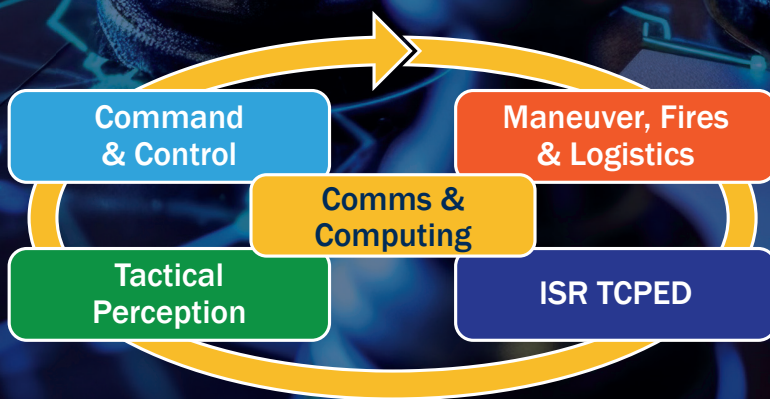 Command
& Control
Maneuver, Fires
& Logistics
Comms &
Computing
Tactical
Perception
ISR TCPED